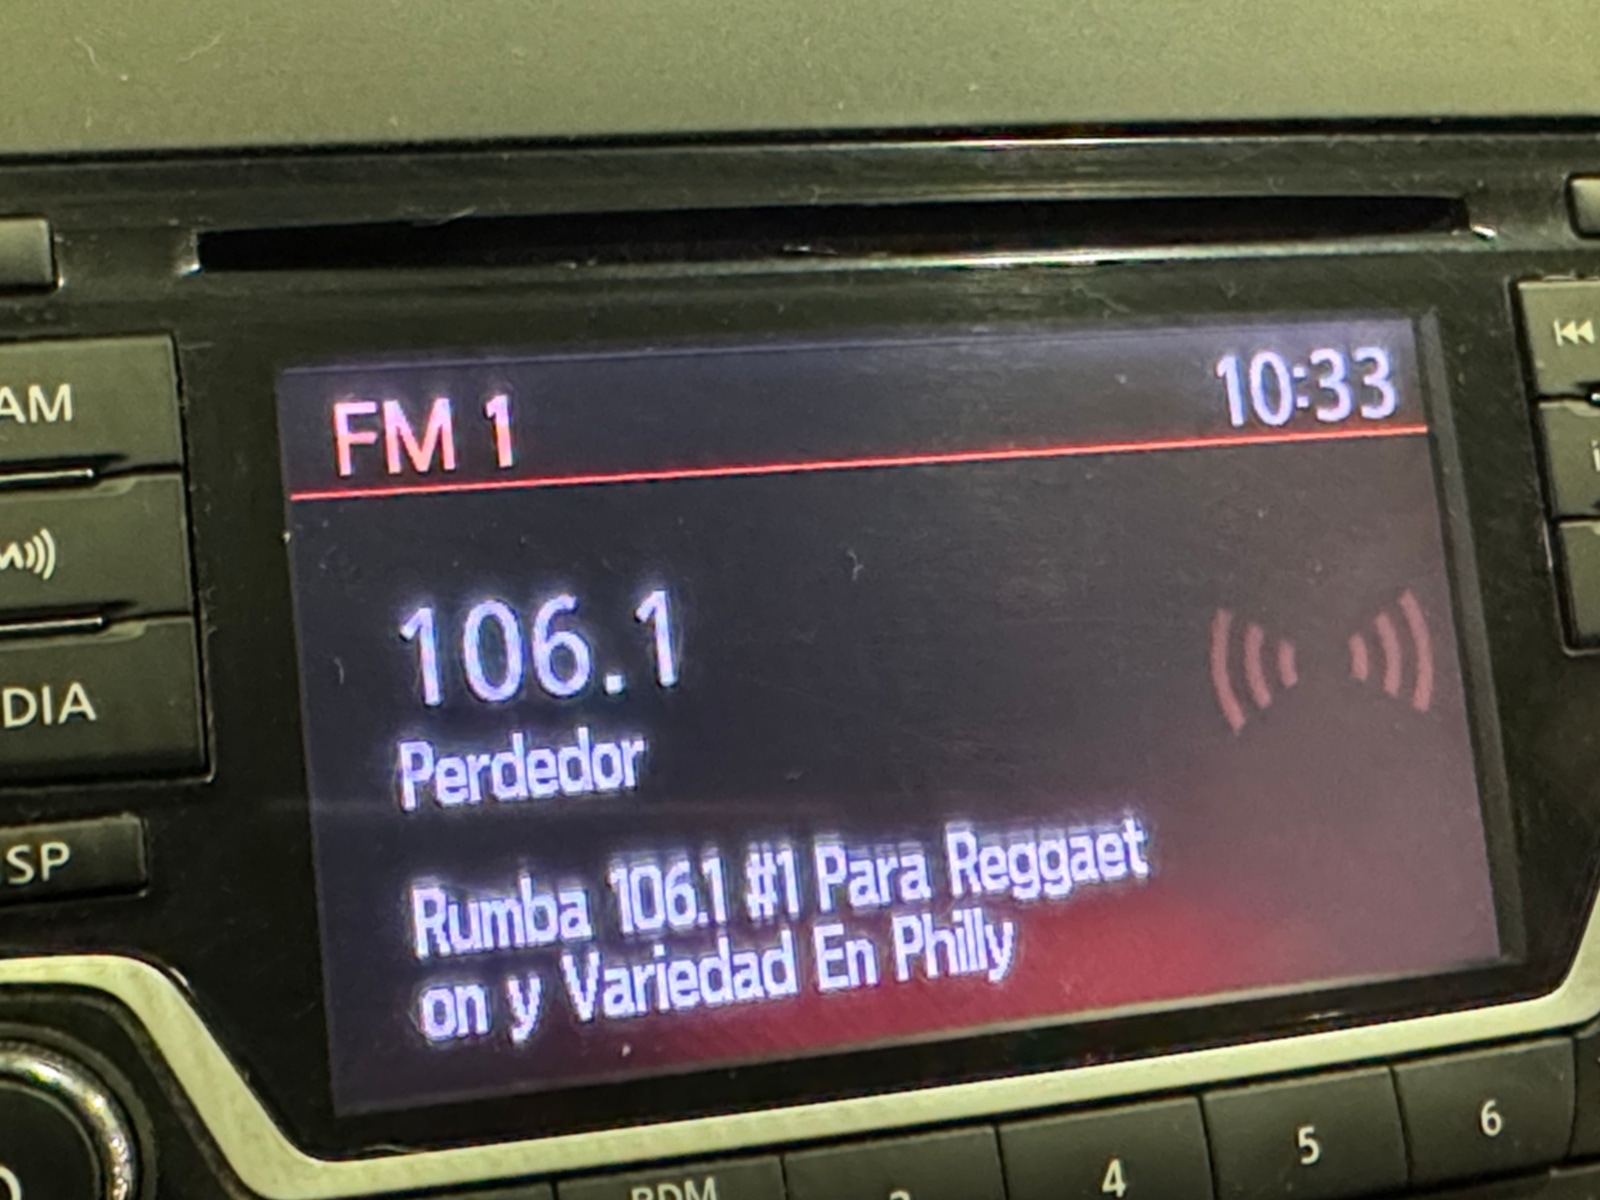 AM
FM 1 10:33
106.1
DIA
Perdedor
SP
Rumba 106.1 #1 Para Reggaet
on y Variedad En Philly
4 5 6